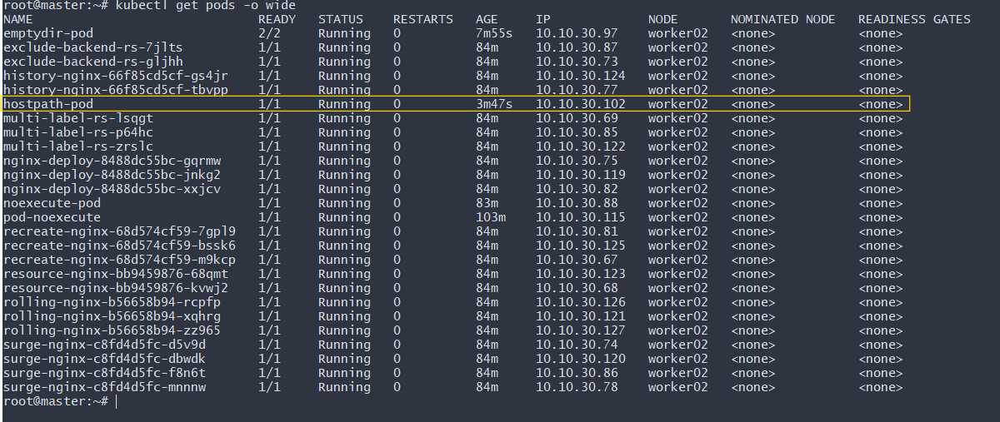 root@master:~# kubectl get pods -o wide
NAME READY STATUS RESTARTS AGE IP NODE NOMINATED NODE READINESS GATES
emptydir-pod 2/2 Running 0 7m55s 10.10.30.97 worker02 <none> <none>
exclude-backend-rs-7jlts 1/1 Running 0 84m 10.10.30.87 worker02 <none> <none>
exclude-backend-rs-gljhh 1/1 Running 0 84m 10.10.30.73 worker02 <none> <none>
history-nginx-66f85cd5cf-gs4jr 1/1 Running 0 84m 10.10.30.124 worker02 <none> <none>
history-nginx-66f85cd5cf-tbvpp 1/1 Running 0 84m 10.10.30.77 worker02 <none> <none>
hostpath-pod 1/1 Running 0 3m47s 10.10.30.102 worker02 <none> <none>
multi-label-rs-lsqgt 1/1 Running 0 84m 10.10.30.69 worker02 <none> <none>
multi-label-rs-p64hc 1/1 Running 0 84m 10.10.30.85 worker02 <none> <none>
multi-label-rs-zrslc 1/1 Running 0 84m 10.10.30.122 worker02 <none> <none>
nginx-deploy-8488dc55bc-gqrmw 1/1 Running 0 84m 10.10.30.75 worker02 <none> <none>
nginx-deploy-8488dc55bc-jnkg2 1/1 Running 0 84m 10.10.30.119 worker02 <none> <none>
nginx-deploy-8488dc55bc-xxjcv 1/1 Running 0 84m 10.10.30.82 worker02 <none> <none>
noexecute-pod 1/1 Running 0 83m 10.10.30.88 worker02 <none> <none>
pod-noexecute 1/1 Running 0 103m 10.10.30.115 worker02 <none> <none>
recreate-nginx-68d574cf59-7gpl9 1/1 Running 0 84m 10.10.30.81 worker02 <none> <none>
recreate-nginx-68d574cf59-bssk6 1/1 Running 0 84m 10.10.30.125 worker02 <none> <none>
recreate-nginx-68d574cf59-m9kcp 1/1 Running 0 84m 10.10.30.67 worker02 <none> <none>
resource-nginx-bb9459876-68qmt 1/1 Running 0 84m 10.10.30.123 worker02 <none> <none>
resource-nginx-bb9459876-kvwj2 1/1 Running 0 84m 10.10.30.68 worker02 <none> <none>
rolling-nginx-b56658b94-rcpfp 1/1 Running 0 84m 10.10.30.126 worker02 <none> <none>
rolling-nginx-b56658b94-xqhrg 1/1 Running 0 84m 10.10.30.121 worker02 <none> <none>
rolling-nginx-b56658b94-zz965 1/1 Running 0 84m 10.10.30.127 worker02 <none> <none>
surge-nginx-c8fd4d5fc-d5v9d 1/1 Running 0 84m 10.10.30.74 worker02 <none> <none>
surge-nginx-c8fd4d5fc-dbwdk 1/1 Running 0 84m 10.10.30.120 worker02 <none> <none>
surge-nginx-c8fd4d5fc-f8n6t 1/1 Running 0 84m 10.10.30.86 worker02 <none> <none>
surge-nginx-c8fd4d5fc-mnnnw 1/1 Running 0 84m 10.10.30.78 worker02 <none> <none>
root@master:~#